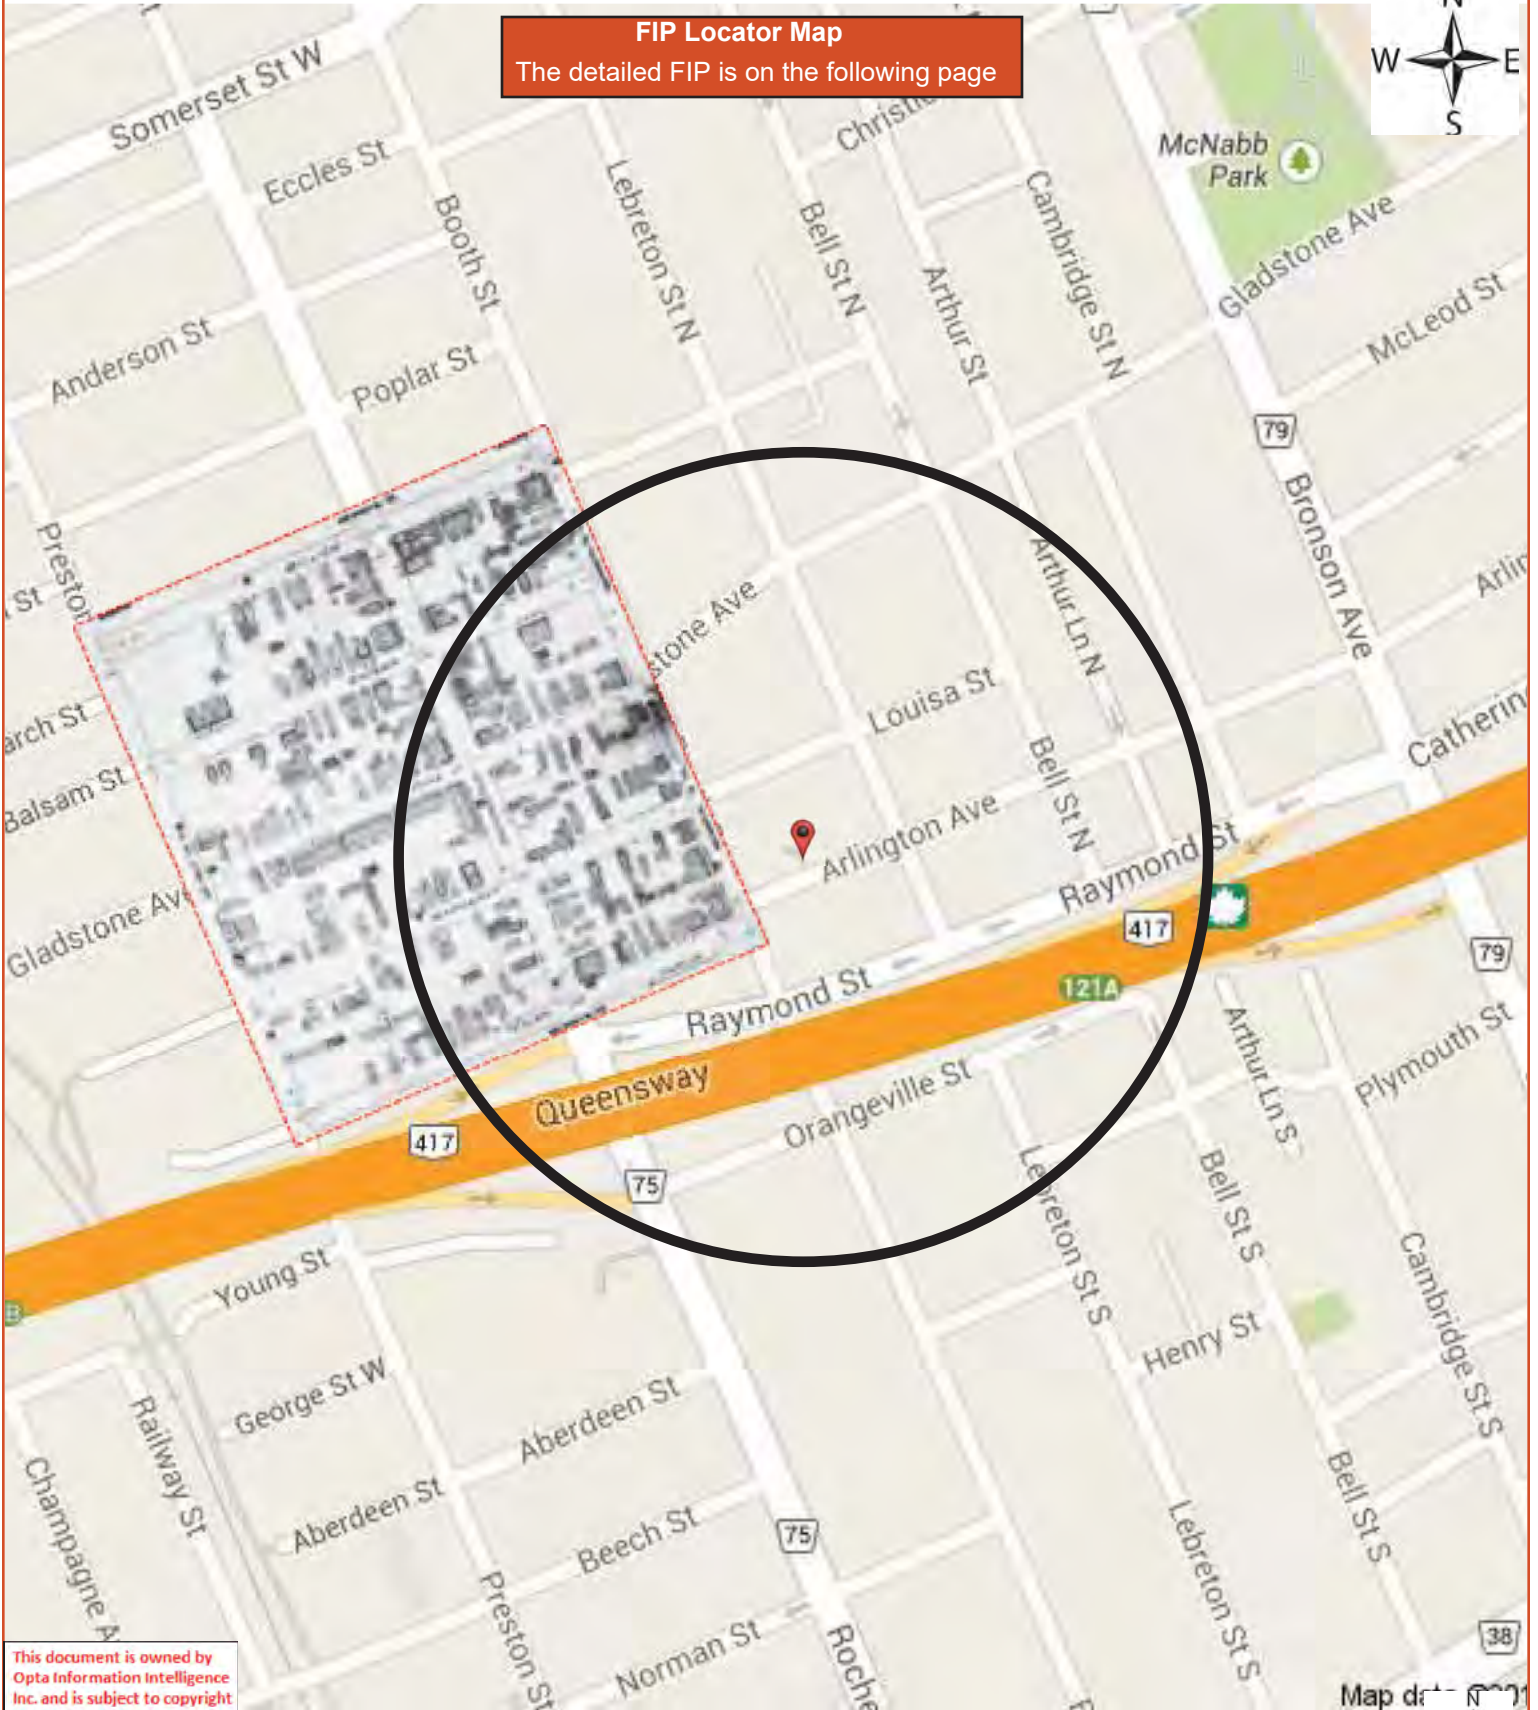 FIP Locator Map
The detailed FIP is on the following page
N
W
E
S
Somerset St W
Eccles St
Booth St
Lebreton St N
Bell St N
Arthur St
Cambridge St N
McNabb
Park
Gladstone Ave
McLeod St
Anderson St
Poplar St
79
Bronson Ave
Preston
St
Arthur Ln N
Louisa St
Balsam St
Gladstone
Bell St N
Arlington Ave
Raymond St
417
79
121A
Raymond St
Queensway
417
75
Orangeville St
Arthur Ln S
Plymouth St
Lebreton St S
Bell St S
Cambridge St S
Henry St
B
Young St
George St W
Aberdeen St
Aberdeen St
Railway St
Champagne
Beech St
Preston St
Norman St
75
Lebreton St S
Bell St S
38
This document is owned by
Opta Information Intelligence
Inc. and is subject to copyright
Map
N